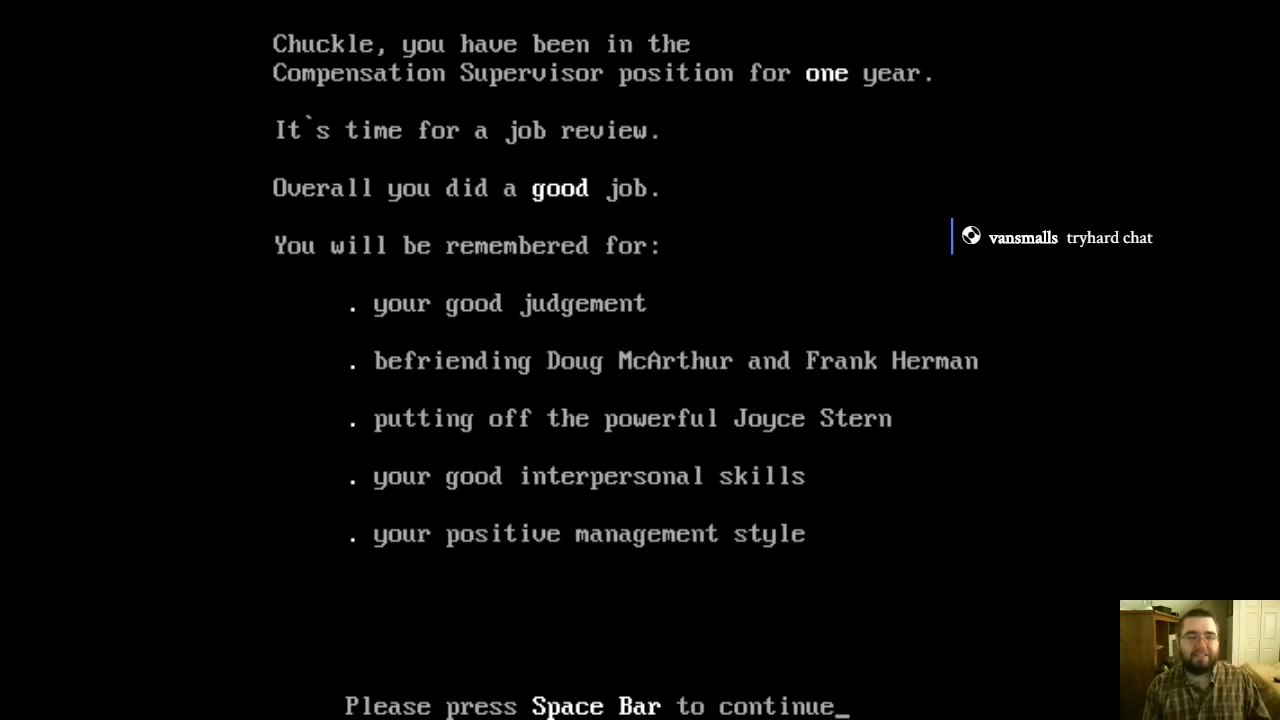 Chuckle, you have been in the
Compensation Supervisor position for one year.
It`s time for a job review.
Overall you did a good job.
vansmalls tryhard chat
You will be remembered for:
. your good judgement
. befriending Doug McArthur and Frank Herman
. putting off the powerful Joyce Stern
. your good interpersonal skills
. your positive management style
Please press Space Bar to continue_